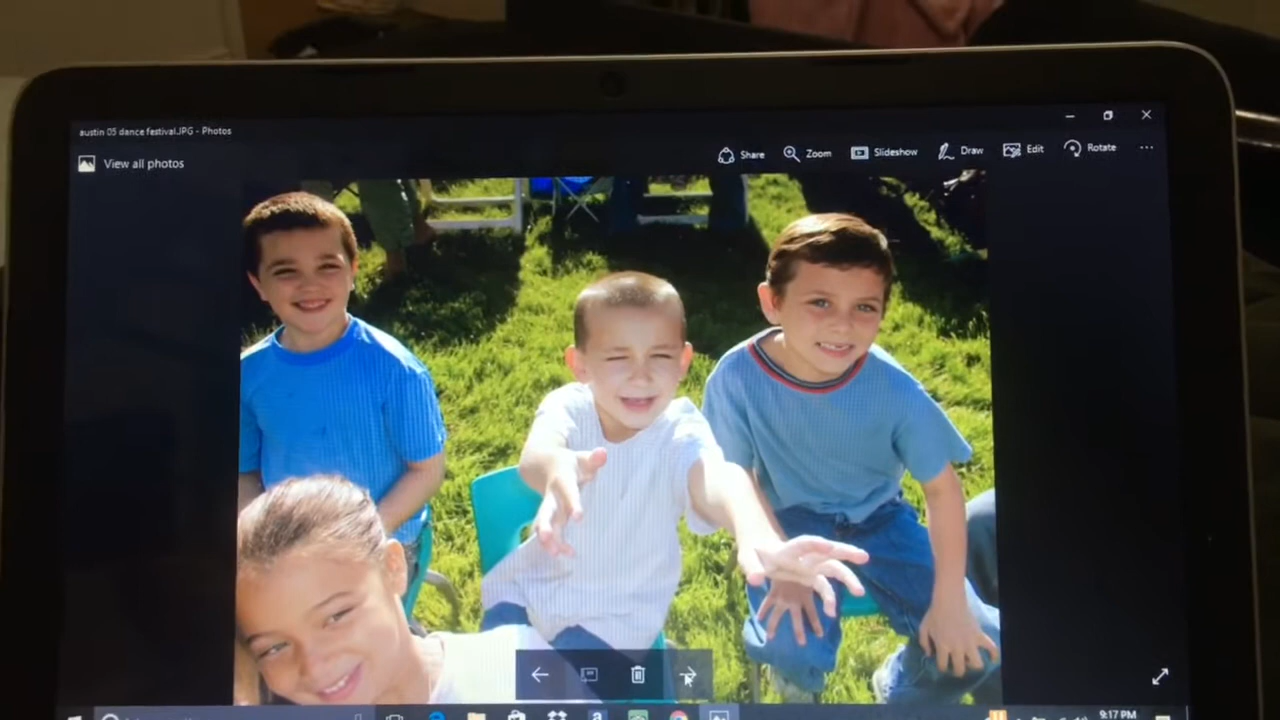 austin 05 dance festival.JPG - Photos
View all photos
Share Zoom Slideshow Edit Draw Rotate
9:17 PM